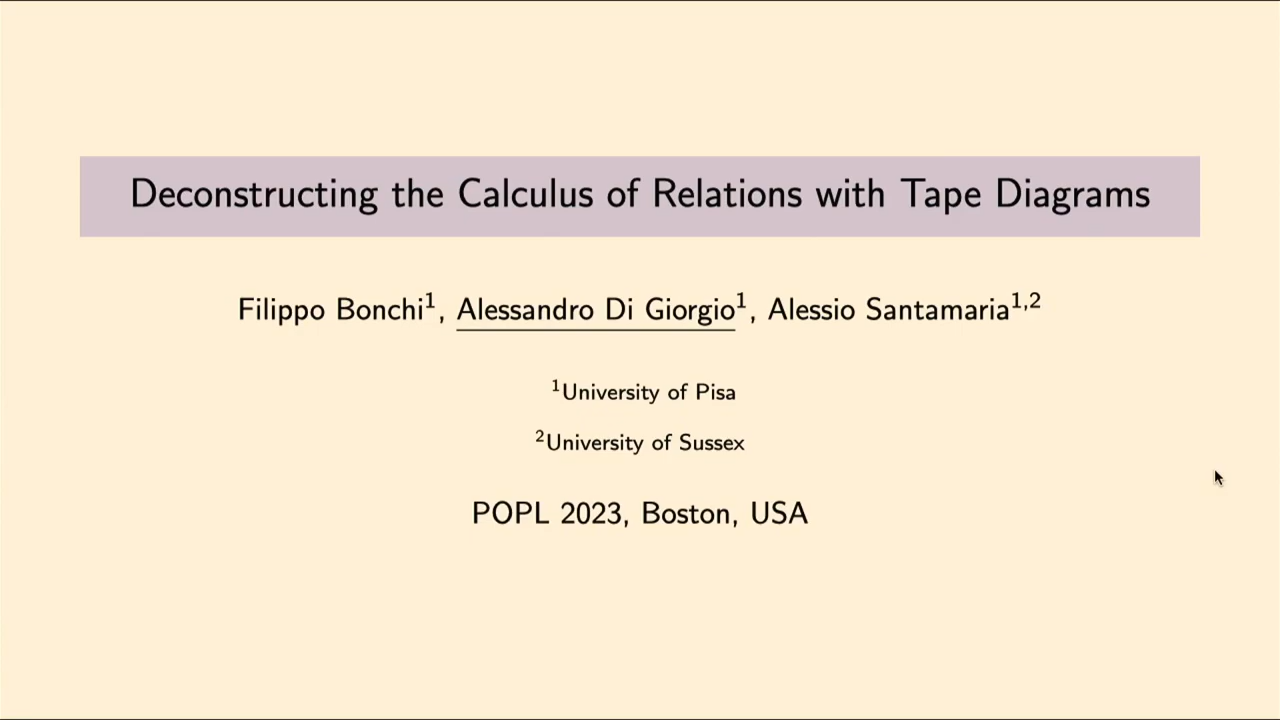 Deconstructing the Calculus of Relations with Tape Diagrams
Filippo Bonchi¹, Alessandro Di Giorgio¹, Alessio Santamaria¹,²
¹University of Pisa
²University of Sussex
POPL 2023, Boston, USA